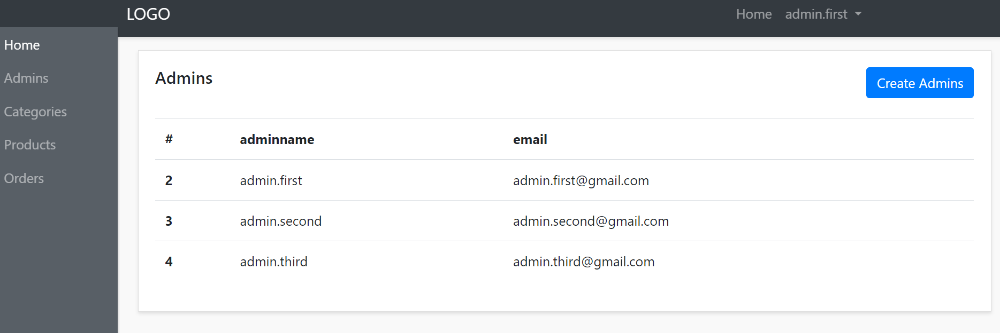 LOGO
Home admin.first
Home
Admins
Categories
Products
Orders
Admins
Create Admins
# adminname email
2 admin.first admin.first@gmail.com
3 admin.second admin.second@gmail.com
4 admin.third admin.third@gmail.com